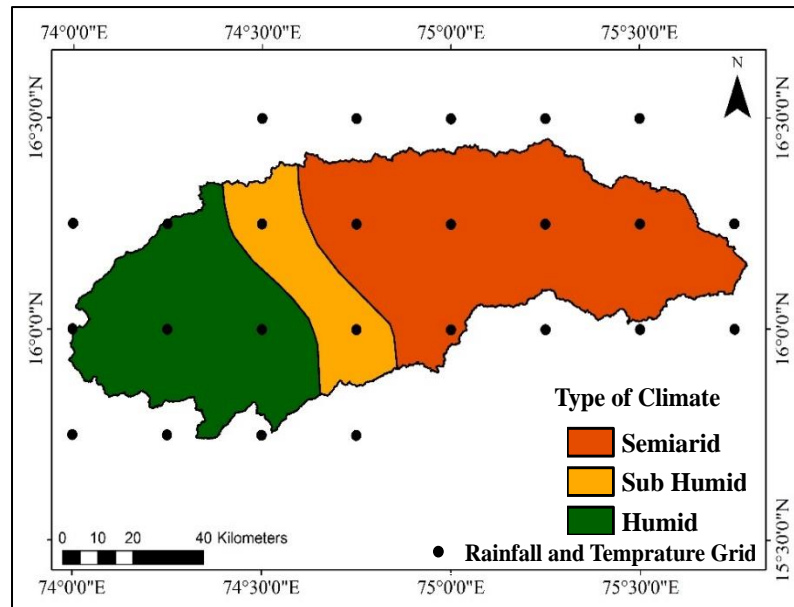 74°0'0"E 74°30'0"E 75°0'0"E 75°30'0"E
N
16°30'0"N 16°30'0"N
16°0'0"N 16°0'0"N
Type of Climate
Semiarid
Sub Humid
Humid
0 10 20 40 Kilometers
15°30'0"N
Rainfall and Temprature Grid
74°0'0"E 74°30'0"E 75°0'0"E 75°30'0"E